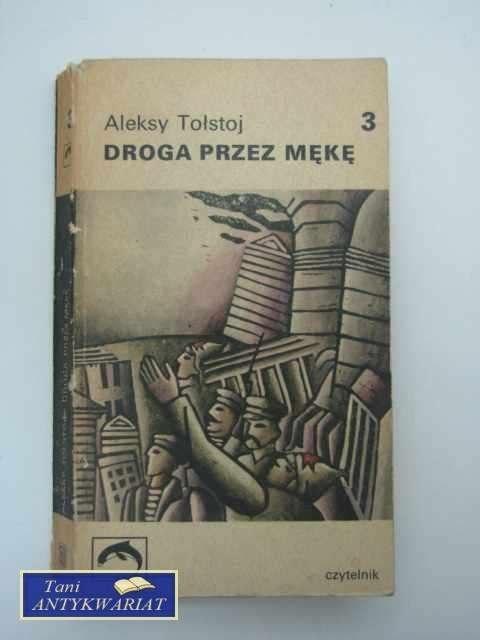 Aleksy Tołstoj
3
DROGA PRZEZ MĘKĘ
czytelnik
Tani
ANTYKWARIAT